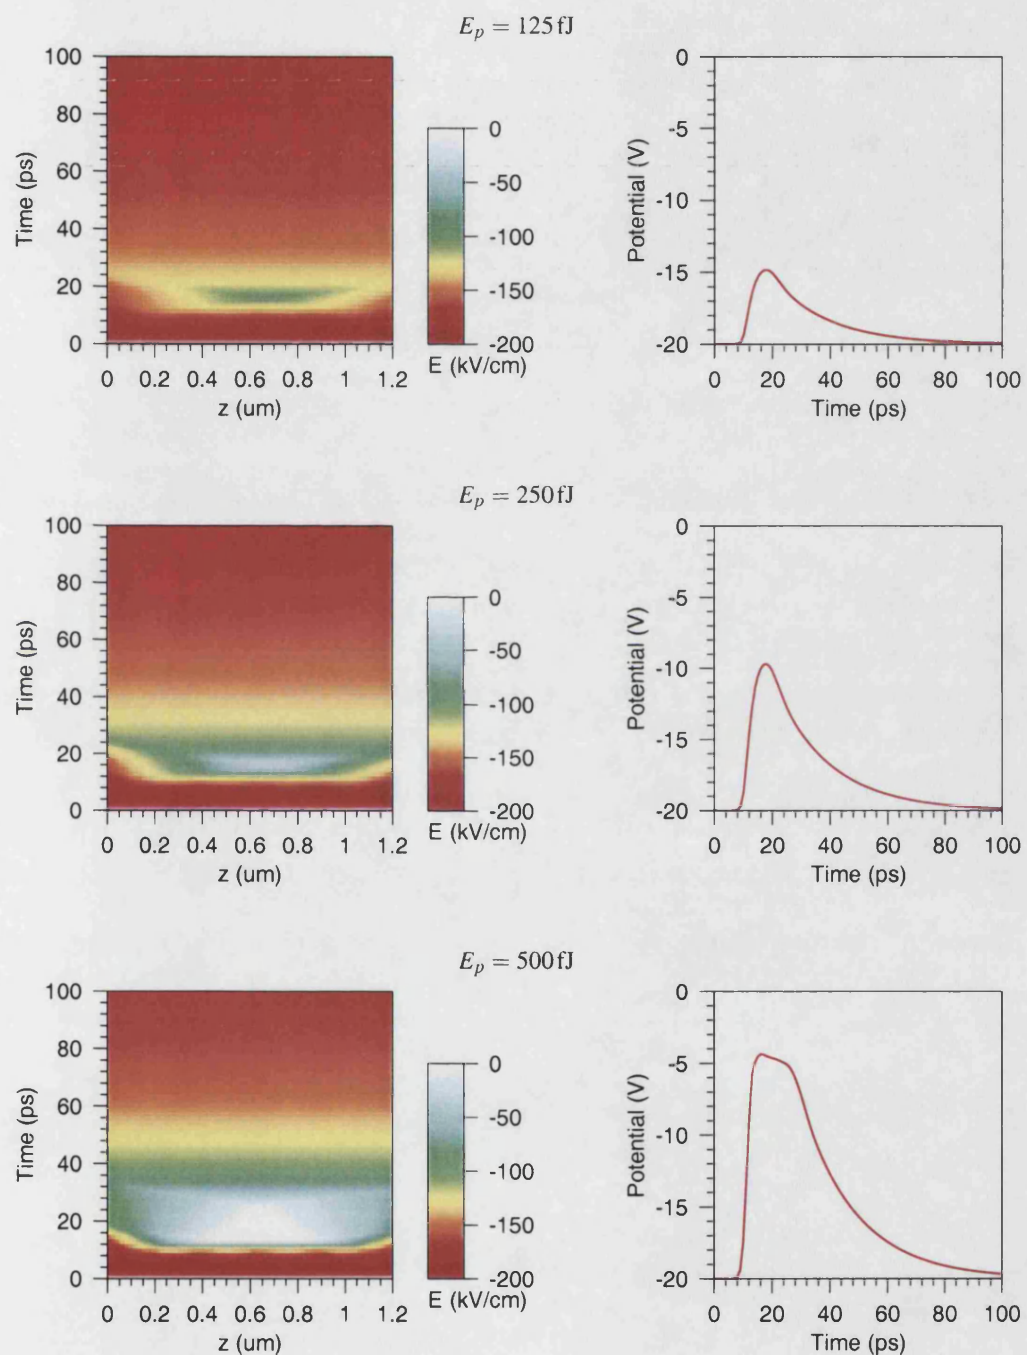 E_p = 125 fJ
100
80
60
40
20
0
Time (ps)
0 0.2 0.4 0.6 0.8 1 1.2
z (um)
0
-50
-100
-150
-200
E (kV/cm)
0
-5
-10
-15
-20
Potential (V)
0 20 40 60 80 100
Time (ps)
E_p = 250 fJ
100
80
60
40
20
0
Time (ps)
0 0.2 0.4 0.6 0.8 1 1.2
z (um)
0
-50
-100
-150
-200
E (kV/cm)
0
-5
-10
-15
-20
Potential (V)
0 20 40 60 80 100
Time (ps)
E_p = 500 fJ
100
80
60
40
20
0
Time (ps)
0 0.2 0.4 0.6 0.8 1 1.2
z (um)
0
-50
-100
-150
-200
E (kV/cm)
0
-5
-10
-15
-20
Potential (V)
0 20 40 60 80 100
Time (ps)